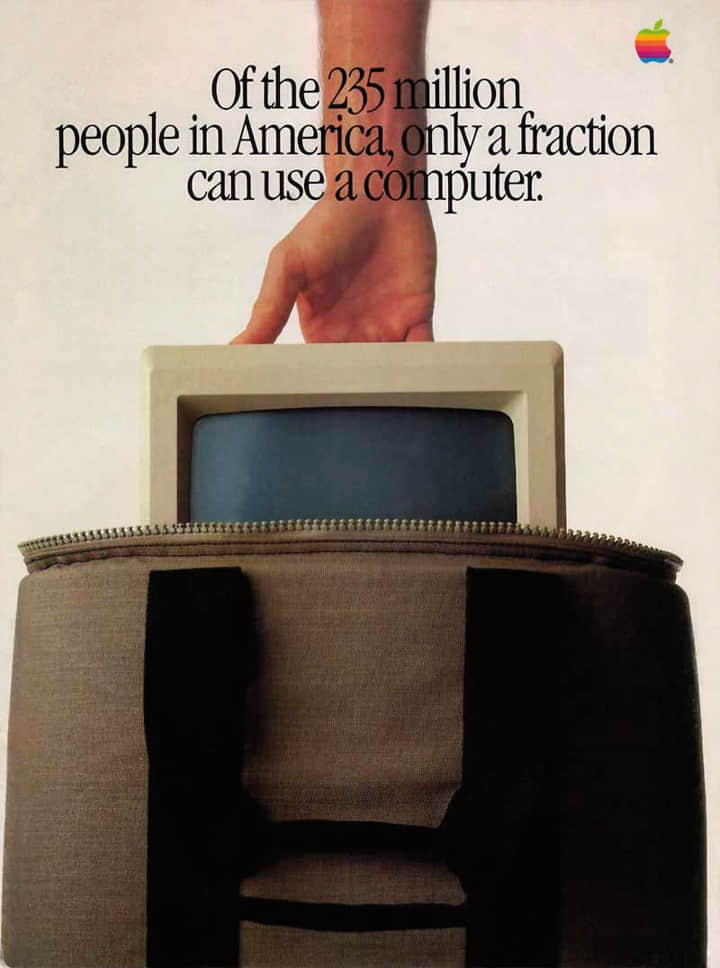 Of the 235 million
people in America, only a fraction
can use a computer.